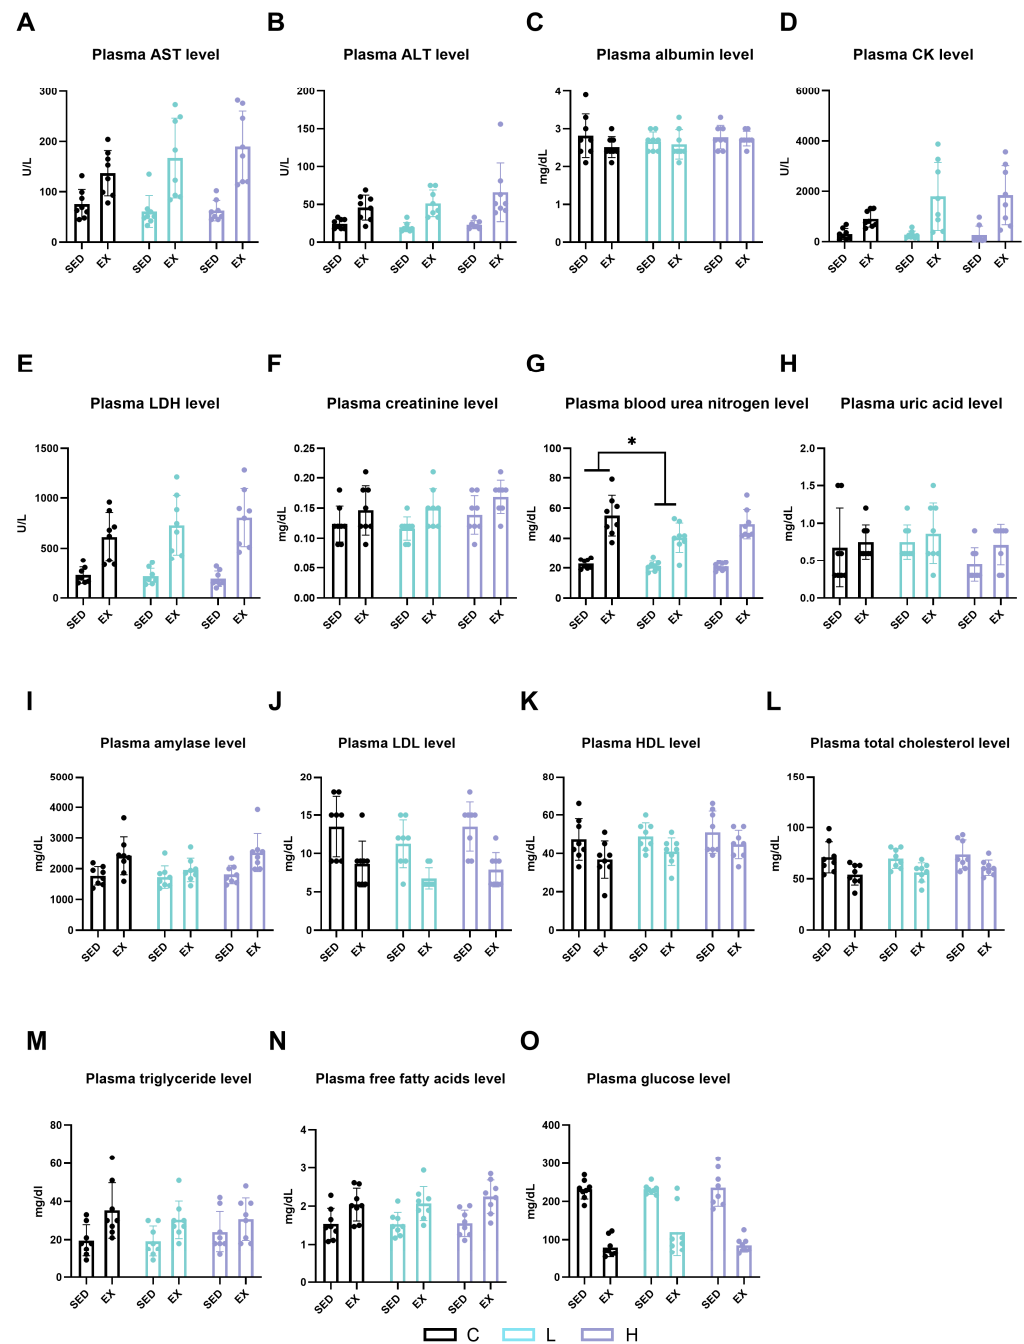 A B C D
Plasma AST level
Plasma ALT level
Plasma albumin level
Plasma CK level
U/L
300
200
100
0
SED EX SED EX SED EX
U/L
200
150
100
50
0
SED EX SED EX SED EX
mg/dL
4
3
2
1
0
SED EX SED EX SED EX
U/L
6000
4000
2000
0
SED EX SED EX SED EX
E F G H
Plasma LDH level
Plasma creatinine level
Plasma blood urea nitrogen level
Plasma uric acid level
U/L
1500
1000
500
0
SED EX SED EX SED EX
mg/dL
0.25
0.20
0.15
0.10
0.05
0.00
SED EX SED EX SED EX
mg/dL
100
80
60
40
20
0
*
SED EX SED EX SED EX
mg/dL
2.0
1.5
1.0
0.5
0.0
SED EX SED EX SED EX
I J K L
Plasma amylase level
Plasma LDL level
Plasma HDL level
Plasma total cholesterol level
mg/dL
5000
4000
3000
2000
1000
0
SED EX SED EX SED EX
mg/dL
20
15
10
5
0
SED EX SED EX SED EX
mg/dL
80
60
40
20
0
SED EX SED EX SED EX
mg/dL
150
100
50
0
SED EX SED EX SED EX
M N O
Plasma triglyceride level
Plasma free fatty acids level
Plasma glucose level
mg/dl
80
60
40
20
0
SED EX SED EX SED EX
mg/dL
4
3
2
1
0
SED EX SED EX SED EX
mg/dL
400
300
200
100
0
SED EX SED EX SED EX
C L H